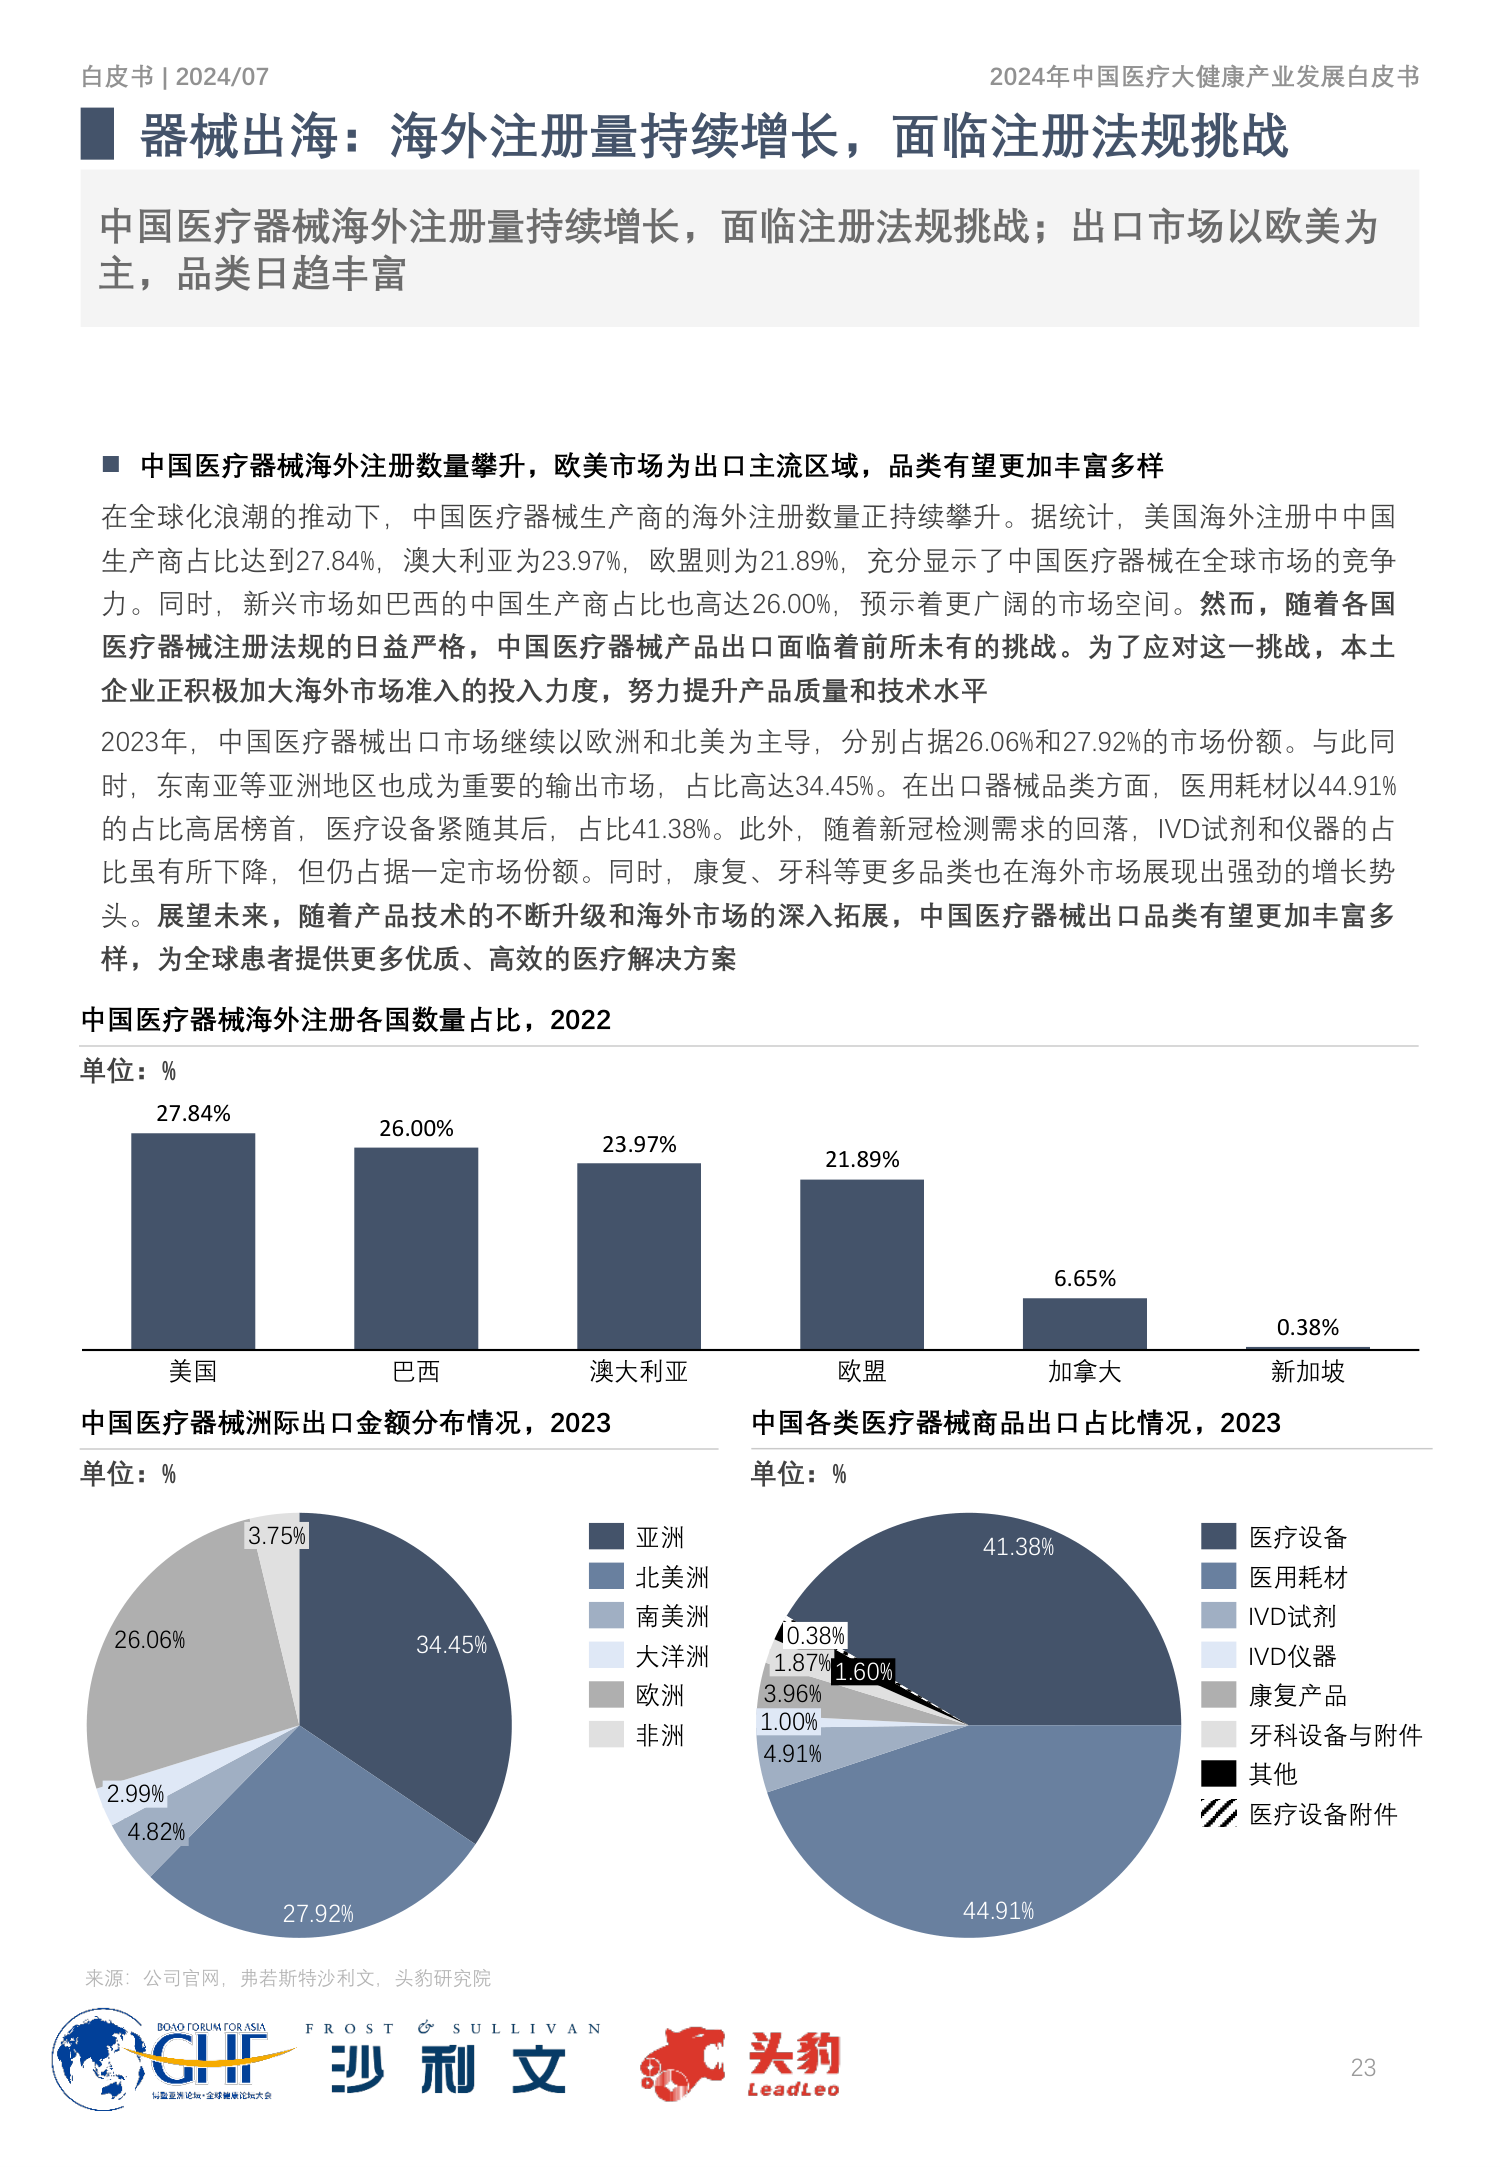 白皮书 | 2024/07
2024年中国医疗大健康产业发展白皮书
器械出海：海外注册量持续增长，面临注册法规挑战
中国医疗器械海外注册量持续增长，面临注册法规挑战；出口市场以欧美为
主，品类日趋丰富
中国医疗器械海外注册数量攀升，欧美市场为出口主流区域，品类有望更加丰富多样
在全球化浪潮的推动下，中国医疗器械生产商的海外注册数量正持续攀升。据统计，美国海外注册中中国
生产商占比达到27.84%，澳大利亚为23.97%，欧盟则为21.89%，充分显示了中国医疗器械在全球市场的竞争
力。同时，新兴市场如巴西的中国生产商占比也高达26.00%，预示着更广阔的市场空间。然而，随着各国
医疗器械注册法规的日益严格，中国医疗器械产品出口面临着前所未有的挑战。为了应对这一挑战，本土
企业正积极加大海外市场准入的投入力度，努力提升产品质量和技术水平
2023年，中国医疗器械出口市场继续以欧洲和北美为主导，分别占据26.06%和27.92%的市场份额。与此同
时，东南亚等亚洲地区也成为重要的输出市场，占比高达34.45%。在出口器械品类方面，医用耗材以44.91%
的占比高居榜首，医疗设备紧随其后，占比41.38%。此外，随着新冠检测需求的回落，IVD试剂和仪器的占
比虽有所下降，但仍占据一定市场份额。同时，康复、牙科等更多品类也在海外市场展现出强劲的增长势
头。展望未来，随着产品技术的不断升级和海外市场的深入拓展，中国医疗器械出口品类有望更加丰富多
样，为全球患者提供更多优质、高效的医疗解决方案
中国医疗器械海外注册各国数量占比，2022
单位：%
27.84%
26.00%
23.97%
21.89%
6.65%
0.38%
美国
巴西
澳大利亚
欧盟
加拿大
新加坡
中国医疗器械洲际出口金额分布情况，2023
单位：%
3.75%
26.06%
34.45%
2.99%
4.82%
27.92%
亚洲
北美洲
南美洲
大洋洲
欧洲
非洲
中国各类医疗器械商品出口占比情况，2023
单位：%
41.38%
0.38%
1.87%
1.60%
3.96%
1.00%
4.91%
44.91%
医疗设备
医用耗材
IVD试剂
IVD仪器
康复产品
牙科设备与附件
其他
医疗设备附件
来源：公司官网，弗若斯特沙利文，头豹研究院
BOAO FORUM FOR ASIA
GHF
博鳌亚洲论坛•全球健康论坛大会
FROST & SULLIVAN
沙利文
头豹
LeadLeo
23